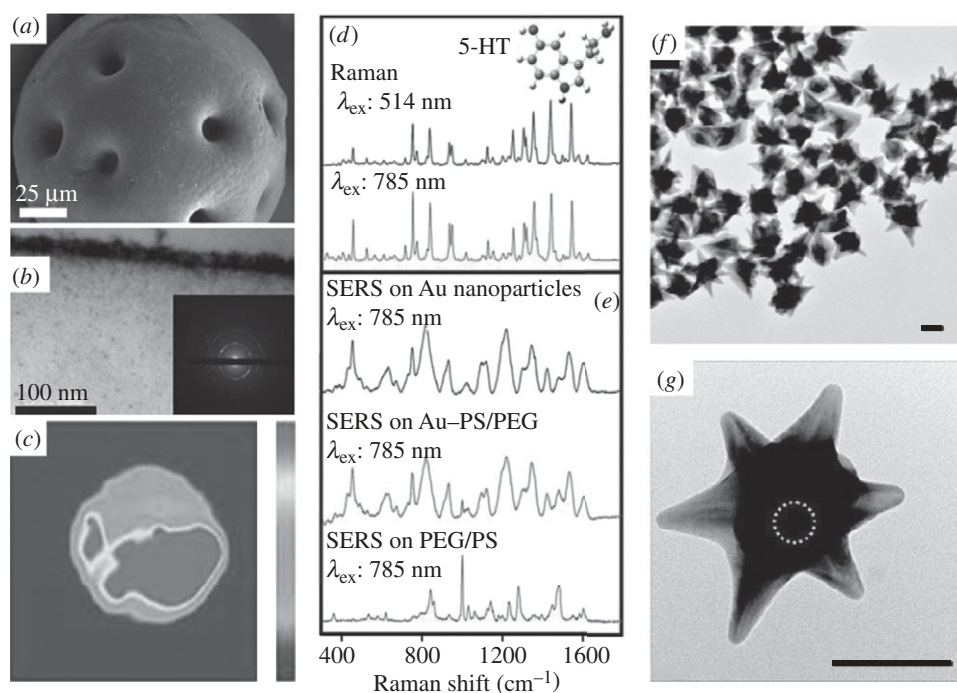 (a)
25 µm
(b)
100 nm
(c)
(d)
5-HT
Raman
λex: 514 nm
λex: 785 nm
SERS on Au nanoparticles
(e)
λex: 785 nm
SERS on Au–PS/PEG
λex: 785 nm
SERS on PEG/PS
λex: 785 nm
400 800 1200 1600
Raman shift (cm⁻¹)
(f)
(g)